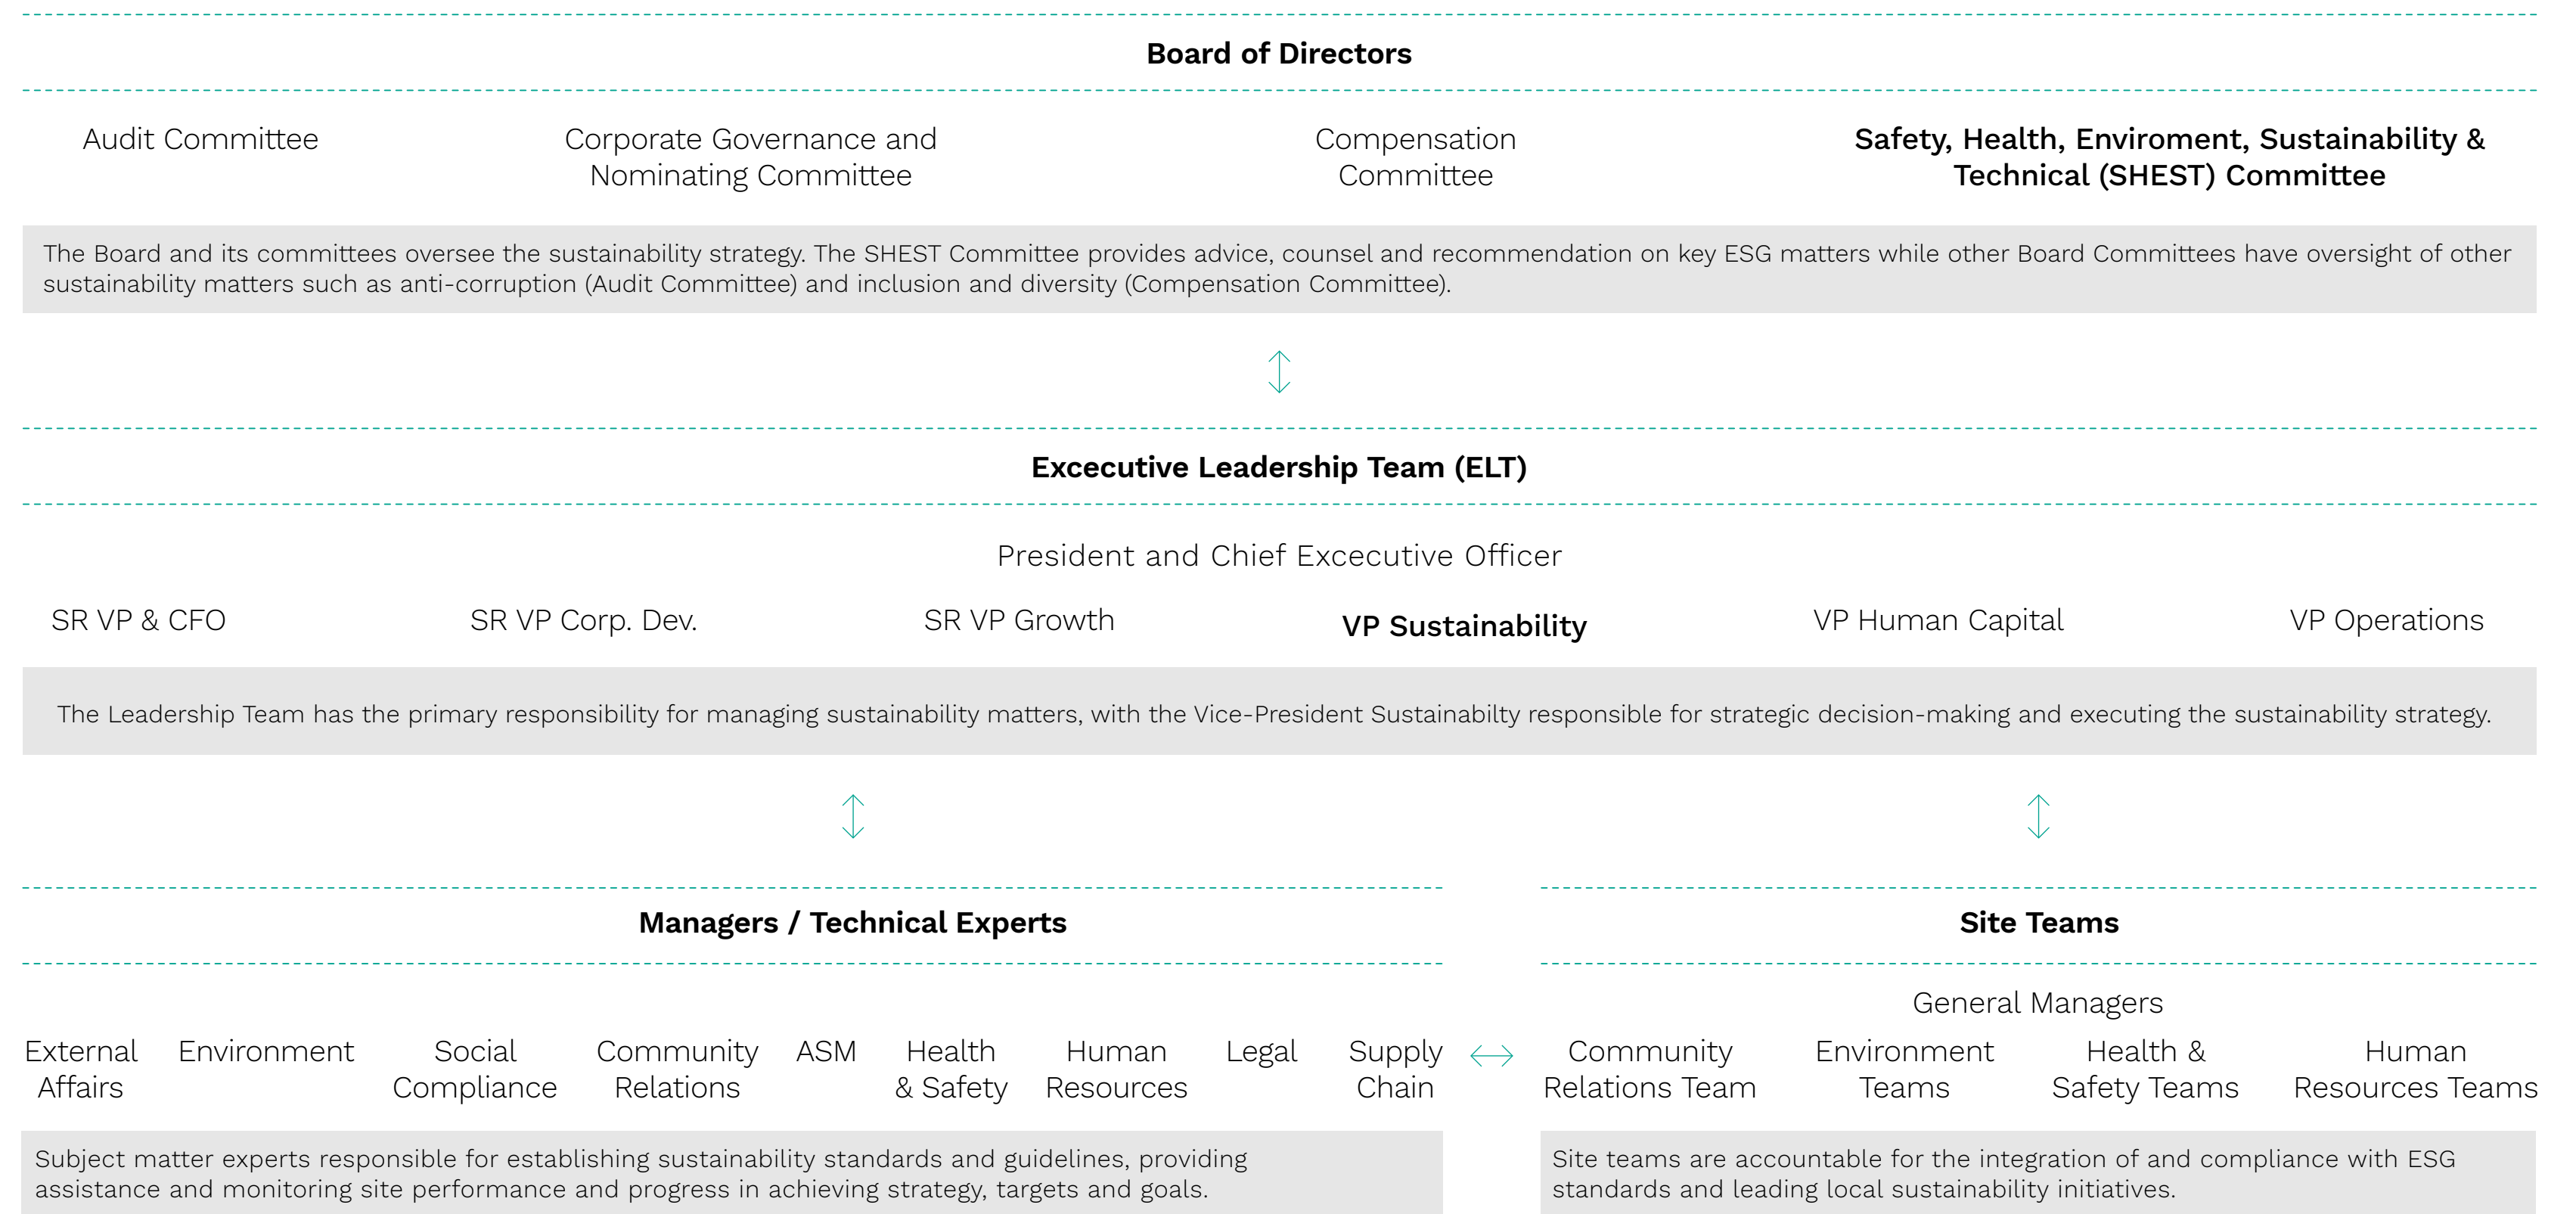 Board of Directors
Audit Committee
Corporate Governance and
Nominating Committee
Compensation
Committee
Safety, Health, Enviroment, Sustainability &
Technical (SHEST) Committee
The Board and its committees oversee the sustainability strategy. The SHEST Committee provides advice, counsel and recommendation on key ESG matters while other Board Committees have oversight of other
sustainability matters such as anti-corruption (Audit Committee) and inclusion and diversity (Compensation Committee).
Excecutive Leadership Team (ELT)
President and Chief Excecutive Officer
SR VP & CFO
SR VP Corp. Dev.
SR VP Growth
VP Sustainability
VP Human Capital
VP Operations
The Leadership Team has the primary responsibility for managing sustainability matters, with the Vice-President Sustainabilty responsible for strategic decision-making and executing the sustainability strategy.
Managers / Technical Experts
External
Affairs
Environment
Social
Compliance
Community
Relations
ASM
Health
& Safety
Human
Resources
Legal
Supply
Chain
Subject matter experts responsible for establishing sustainability standards and guidelines, providing
assistance and monitoring site performance and progress in achieving strategy, targets and goals.
Site Teams
General Managers
Community
Relations Team
Environment
Teams
Health &
Safety Teams
Human
Resources Teams
Site teams are accountable for the integration of and compliance with ESG
standards and leading local sustainability initiatives.